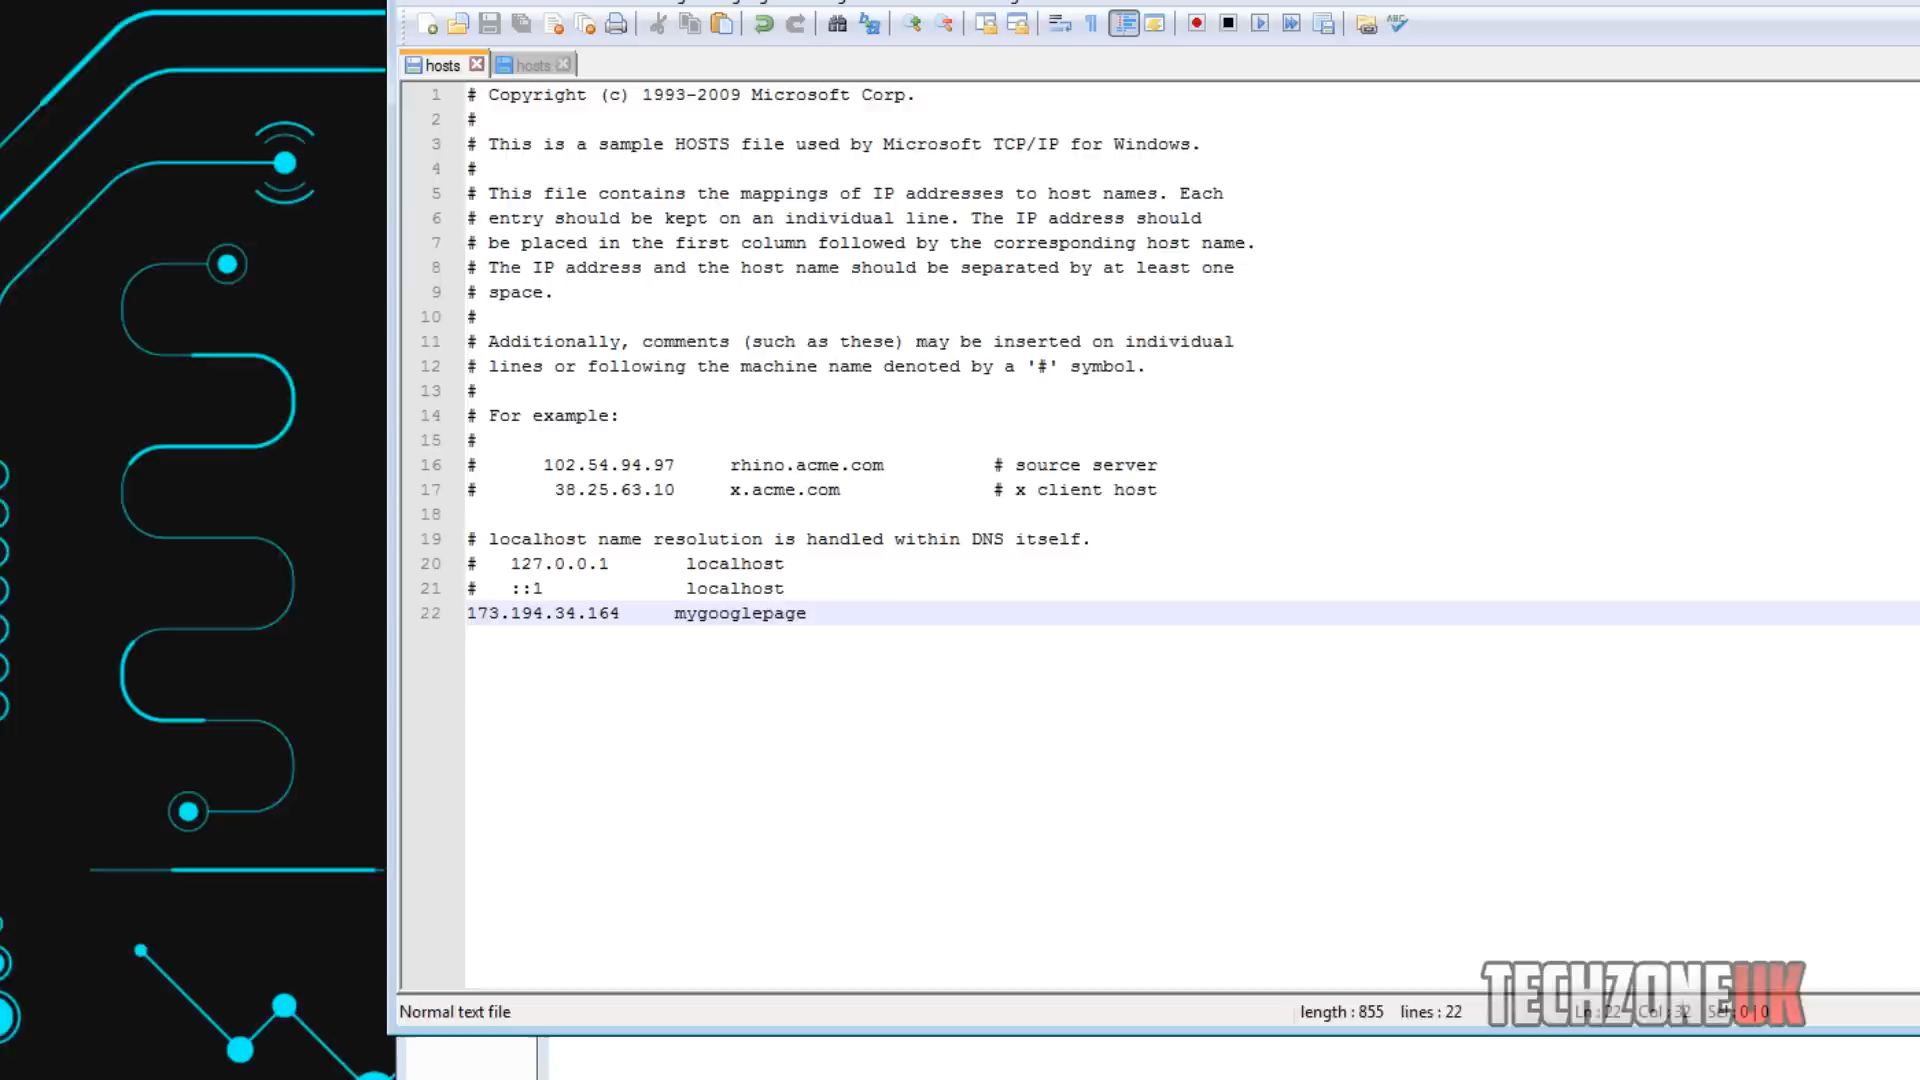 hosts hosts
1 # Copyright (c) 1993-2009 Microsoft Corp.
2 #
3 # This is a sample HOSTS file used by Microsoft TCP/IP for Windows.
4 #
5 # This file contains the mappings of IP addresses to host names. Each
6 # entry should be kept on an individual line. The IP address should
7 # be placed in the first column followed by the corresponding host name.
8 # The IP address and the host name should be separated by at least one
9 # space.
10 #
11 # Additionally, comments (such as these) may be inserted on individual
12 # lines or following the machine name denoted by a '#' symbol.
13 #
14 # For example:
15 #
16 # 102.54.94.97 rhino.acme.com # source server
17 # 38.25.63.10 x.acme.com # x client host
18
19 # localhost name resolution is handled within DNS itself.
20 # 127.0.0.1 localhost
21 # ::1 localhost
22 173.194.34.164 mygooglepage
TECHZONEUK
Normal text file length : 855 lines : 22 Ln : 22 Col : 32 Sel : 0 | 0